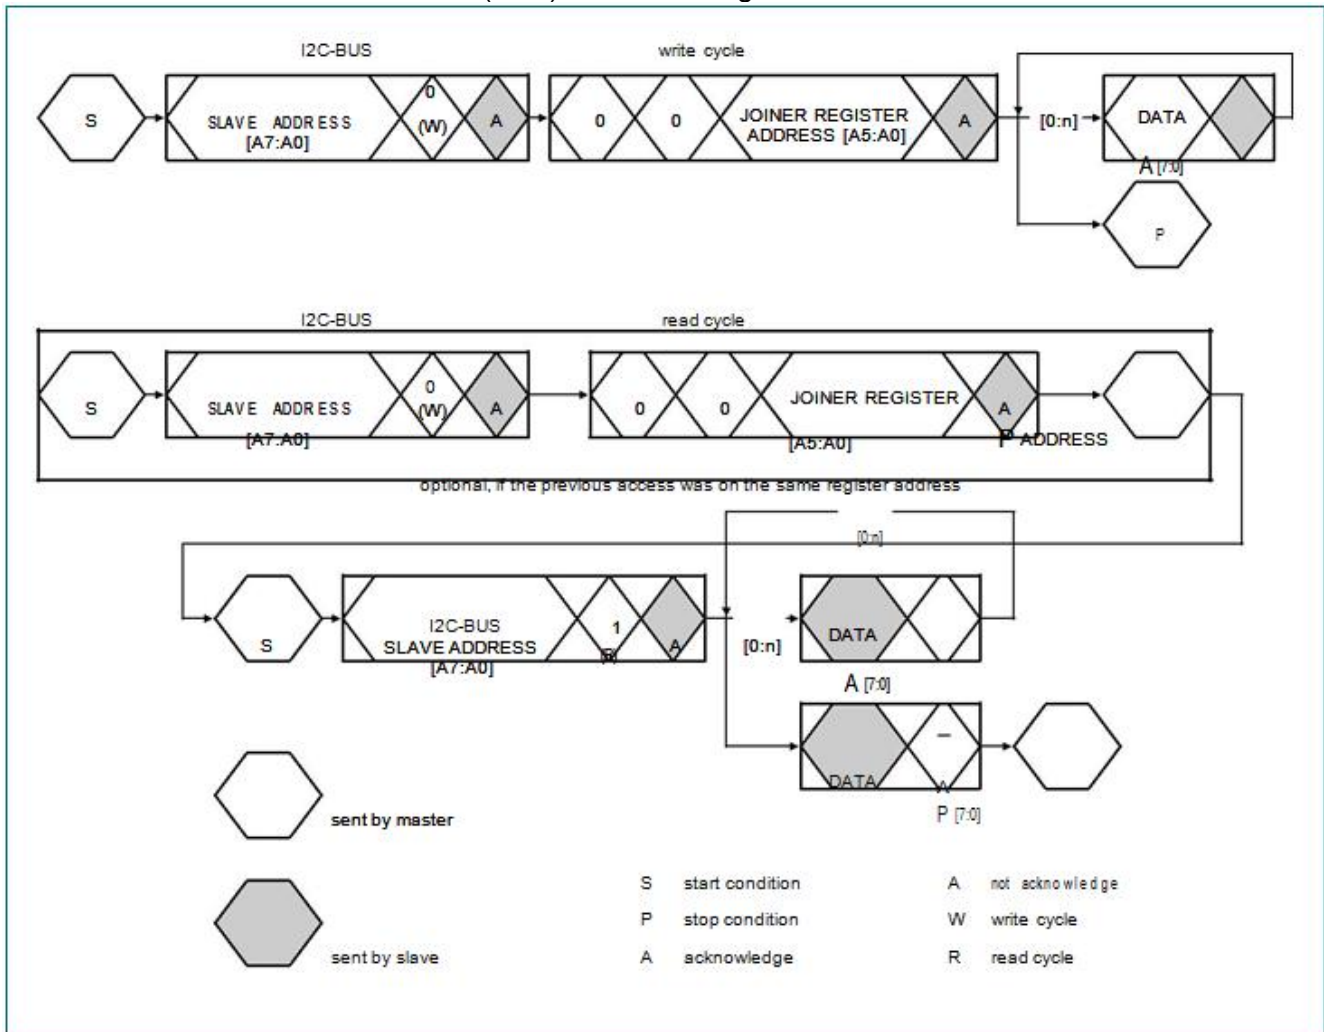 I2C-BUS write cycle
S SLAVE ADDRESS 0 A 0 0 JOINER REGISTER A [0:n] DATA
[A7:A0] (W) ADDRESS [A5:A0]
A [7:0]
P
I2C-BUS read cycle
S SLAVE ADDRESS 0 A 0 0 JOINER REGISTER A
[A7:A0] (W) [A5:A0] P ADDRESS
optional, if the previous access was on the same register address
[0:n]
S I2C-BUS 1 A [0:n] DATA
SLAVE ADDRESS (R)
[A7:A0]
A [7:0]
DATA A
P [7:0]
sent by master
S start condition A not acknowledge
P stop condition W write cycle
sent by slave A acknowledge R read cycle